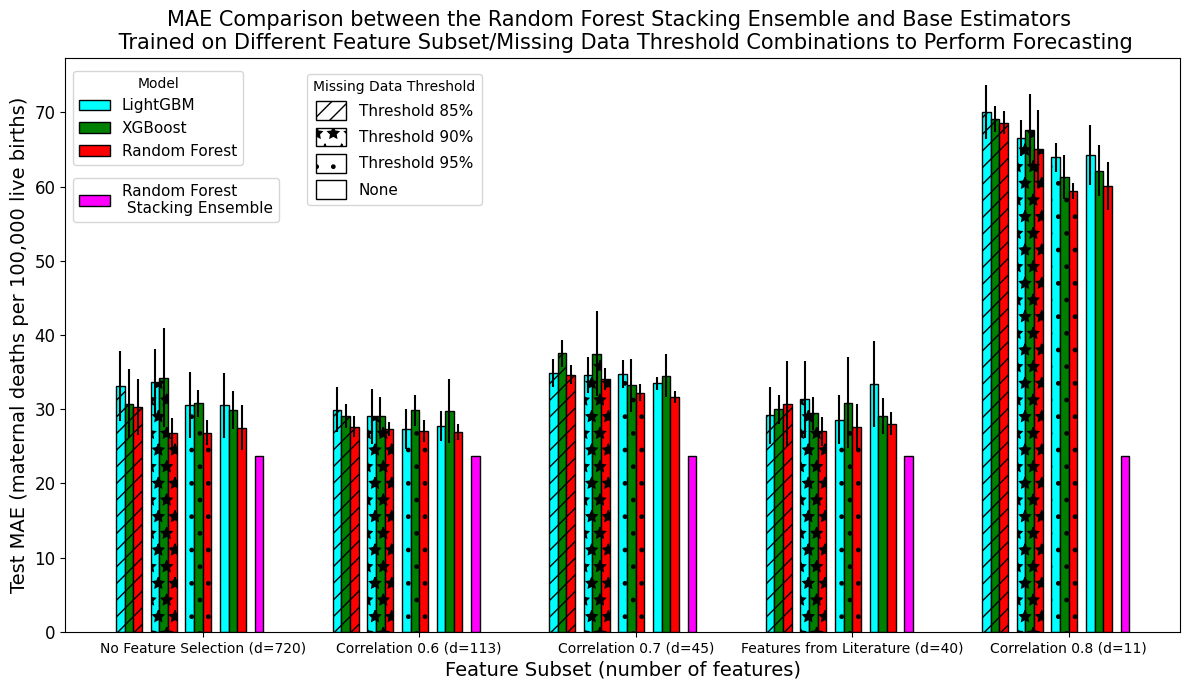 MAE Comparison between the Random Forest Stacking Ensemble and Base Estimators
Trained on Different Feature Subset/Missing Data Threshold Combinations to Perform Forecasting
Test MAE (maternal deaths per 100,000 live births)
70
60
50
40
30
20
10
0
Model
LightGBM
XGBoost
Random Forest
Random Forest
Stacking Ensemble
Missing Data Threshold
Threshold 85%
Threshold 90%
Threshold 95%
None
No Feature Selection (d=720)
Correlation 0.6 (d=113)
Correlation 0.7 (d=45)
Features from Literature (d=40)
Correlation 0.8 (d=11)
Feature Subset (number of features)